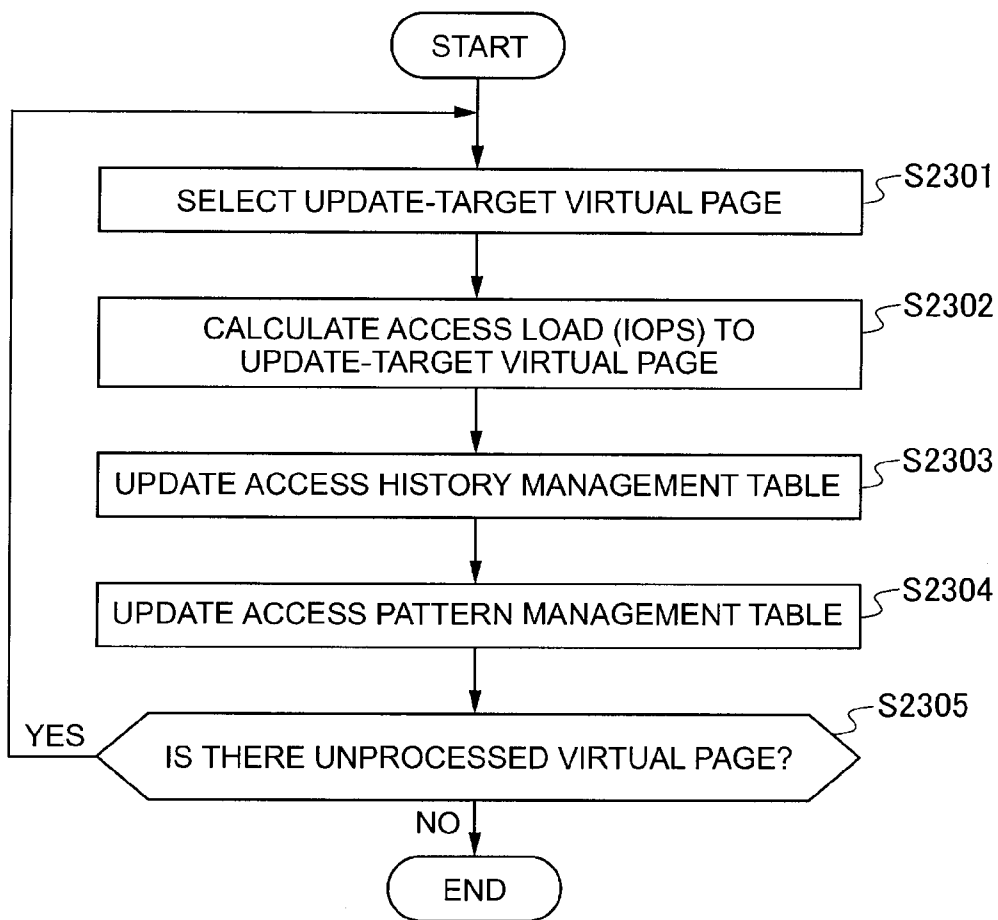 START
SELECT UPDATE-TARGET VIRTUAL PAGE
S2301
CALCULATE ACCESS LOAD (IOPS) TO
UPDATE-TARGET VIRTUAL PAGE
S2302
UPDATE ACCESS HISTORY MANAGEMENT TABLE
S2303
UPDATE ACCESS PATTERN MANAGEMENT TABLE
S2304
IS THERE UNPROCESSED VIRTUAL PAGE?
S2305
YES
NO
END